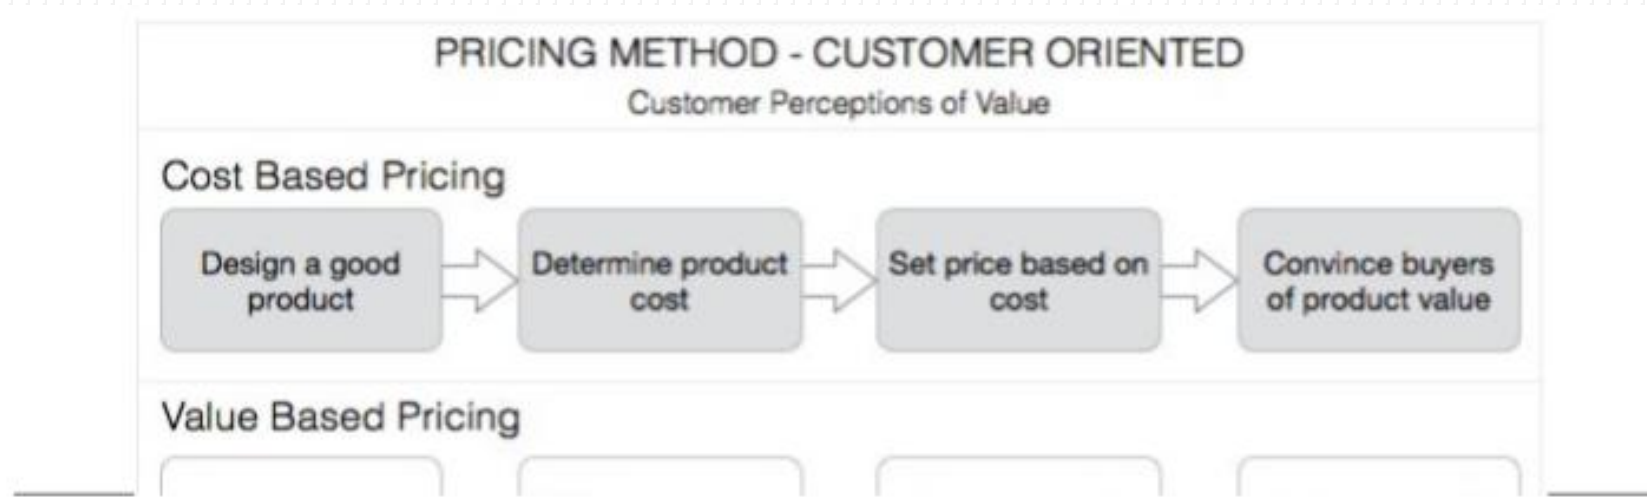 PRICING METHOD - CUSTOMER ORIENTED
Customer Perceptions of Value
Cost Based Pricing
Design a good
product
Determine product
cost
Set price based on
cost
Convince buyers
of product value
Value Based Pricing